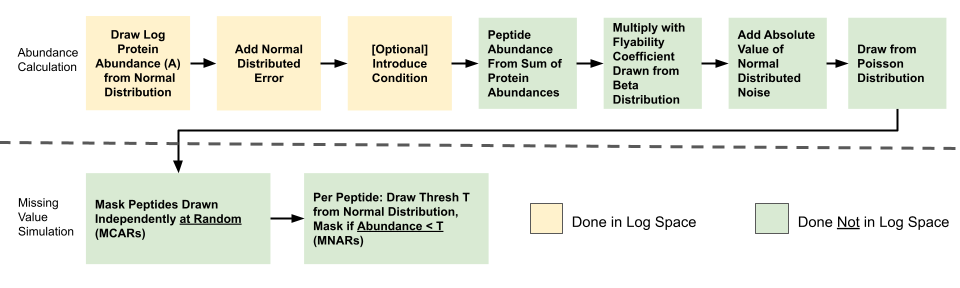 Abundance
Calculation
Draw Log
Protein
Abundance (A)
from Normal
Distribution
Add Normal
Distributed
Error
[Optional]
Introduce
Condition
Peptide
Abundance
From Sum of
Protein
Abundances
Multiply with
Flyability
Coefficient
Drawn from
Beta
Distribution
Add Absolute
Value of
Normal
Distributed
Noise
Draw from
Poisson
Distribution
Missing
Value
Simulation
Mask Peptides Drawn
Independently at Random
(MCARs)
Per Peptide: Draw Thresh T
from Normal Distribution,
Mask if Abundance < T
(MNARs)
Done in Log Space
Done Not in Log Space